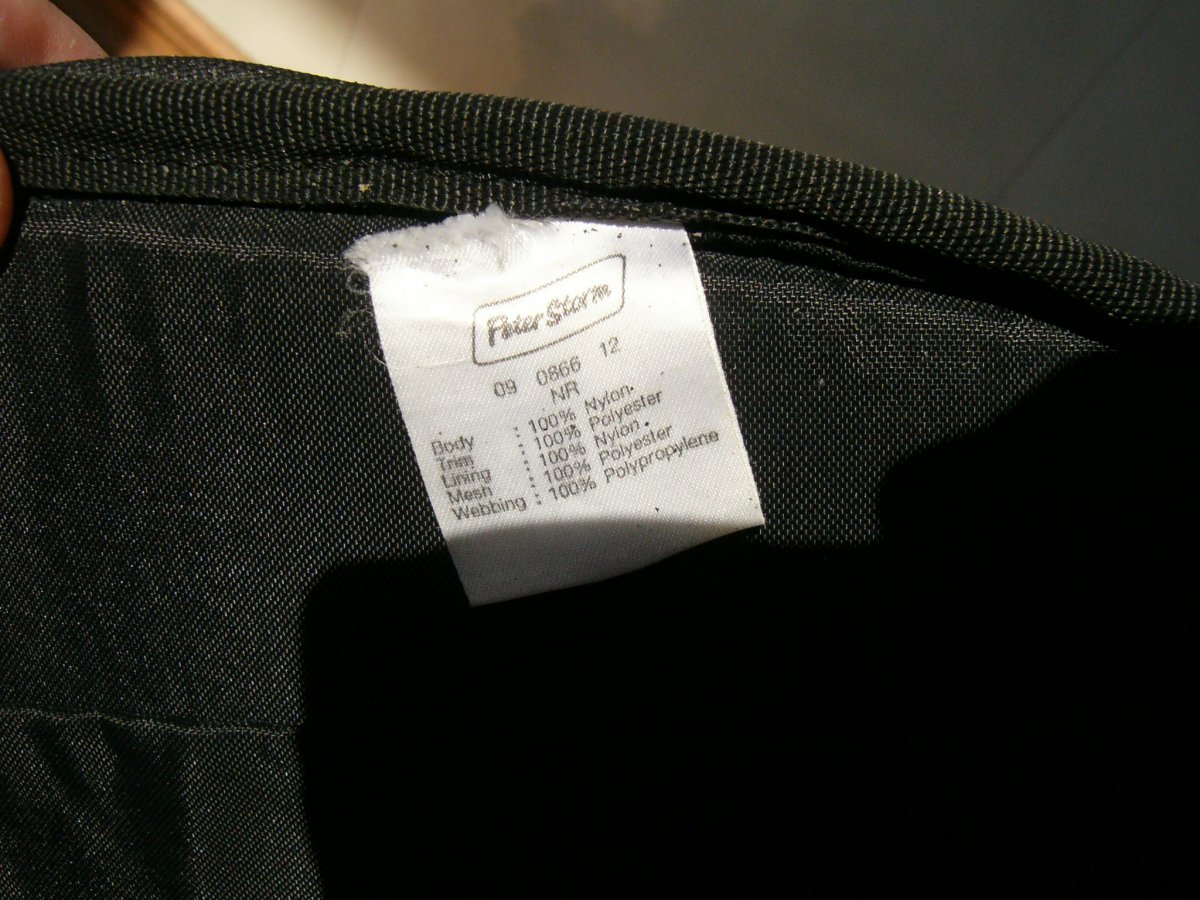 Peter Storm
09 0866 12
NR
Body : 100% Nylon.
Trim : 100% Polyester
Lining : 100% Nylon.
Mesh : 100% Polyester
Webbing : 100% Polypropylene